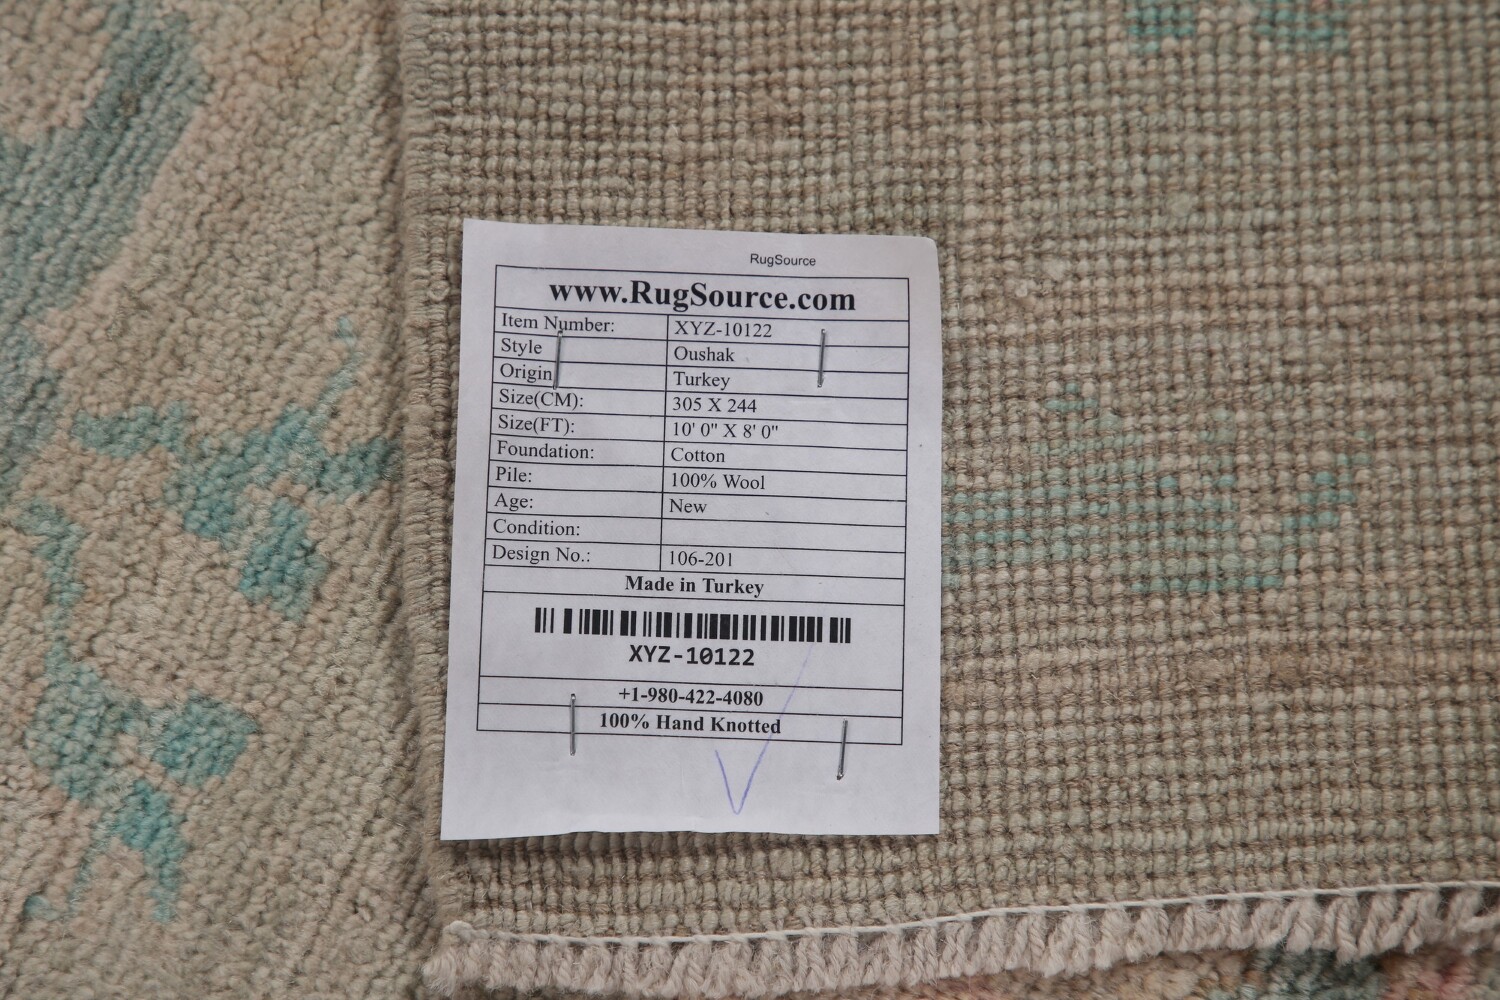 RugSource
www.RugSource.com
Item Number: XYZ-10122
Style Oushak
Origin Turkey
Size(CM): 305 X 244
Size(FT): 10' 0" X 8' 0"
Foundation: Cotton
Pile: 100% Wool
Age: New
Condition:
Design No.: 106-201
Made in Turkey
XYZ-10122
+1-980-422-4080
100% Hand Knotted